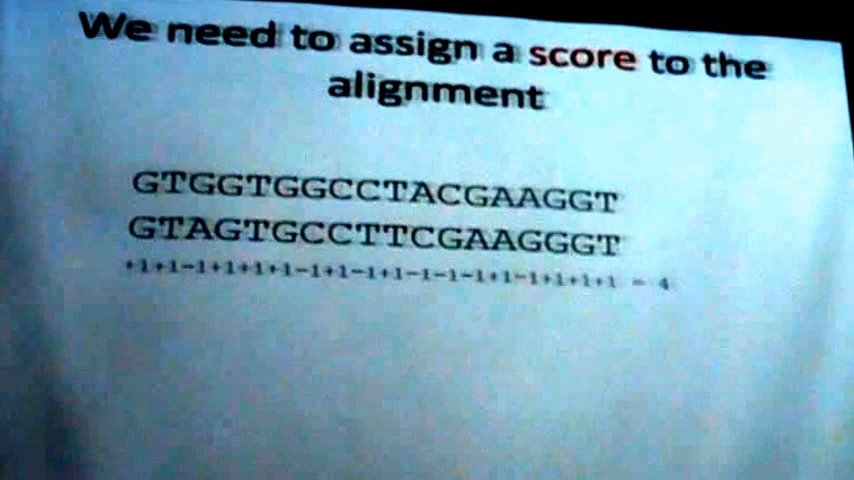 We need to assign a score to the
alignment
GTGGTGGCCTACGAAGGT
GTAGTGCCTTCGAAGGGT